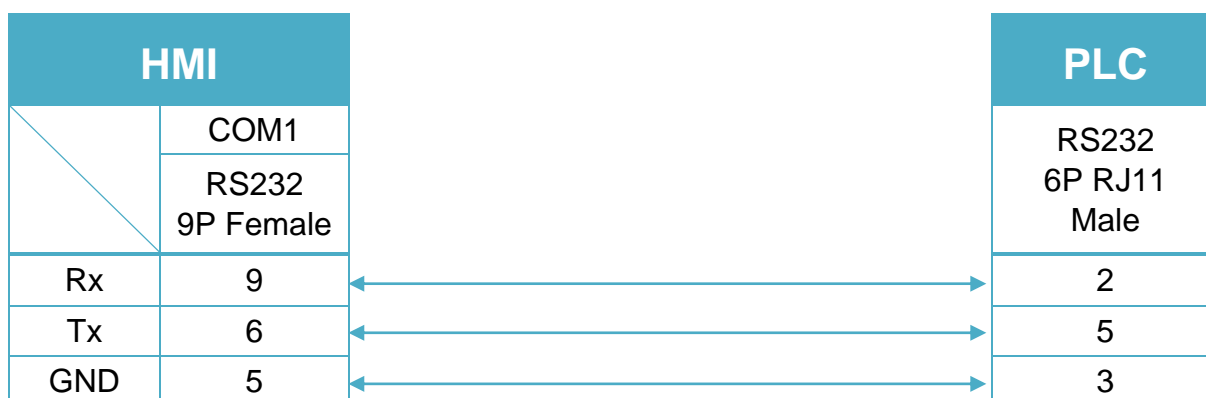 HMI
PLC
COM1
RS232
9P Female
RS232
6P RJ11
Male
Rx 9 2
Tx 6 5
GND 5 3